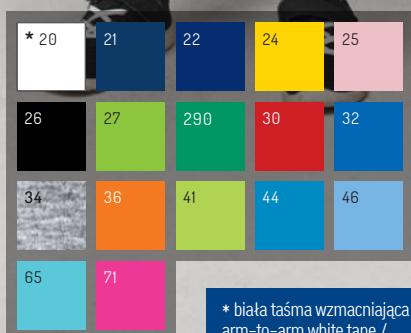 * 20 21 22 24 25
26 27 290 30 32
34 36 41 44 46
65 71
* biała taśma wzmacniająca
arm-to-arm white tape /